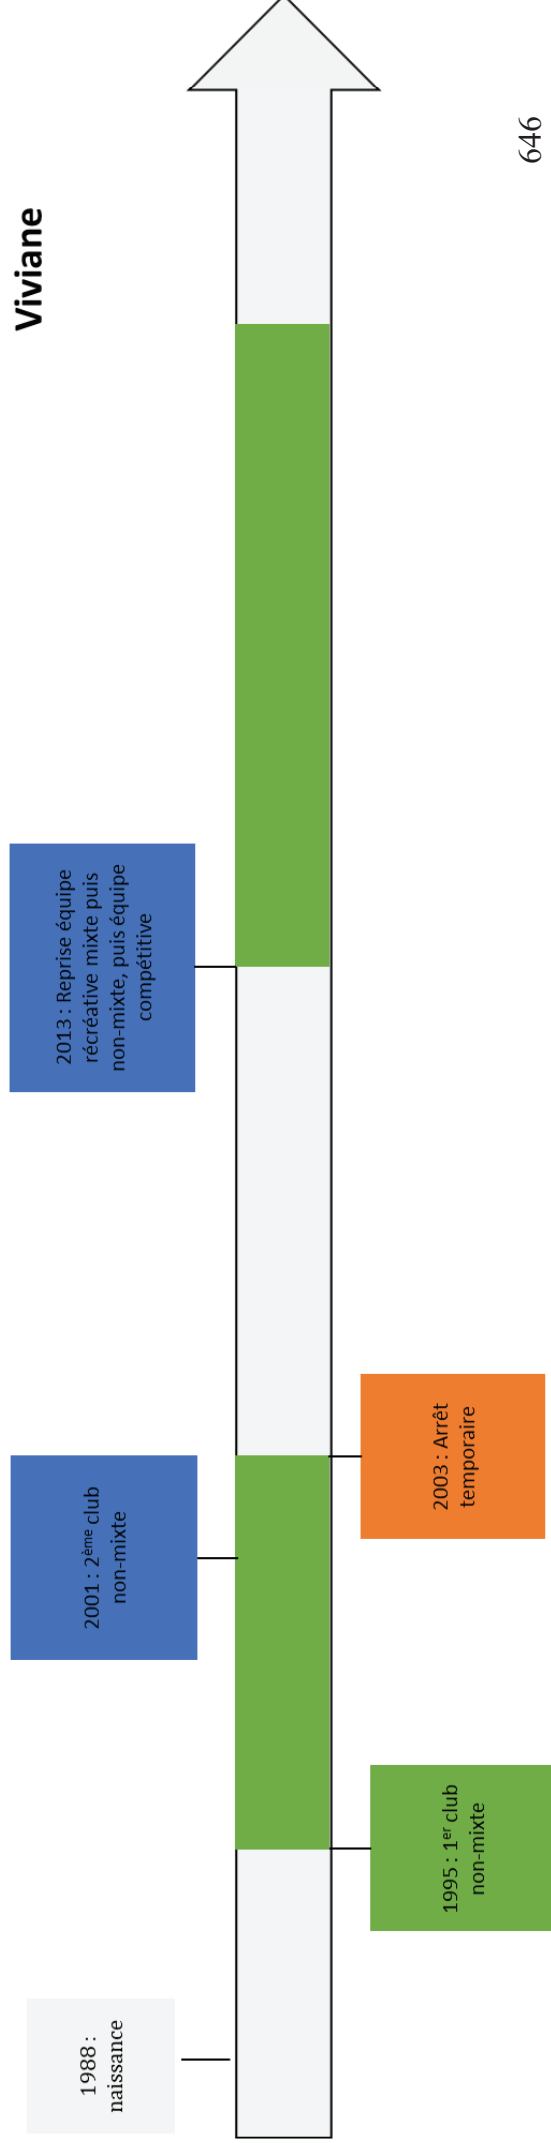 Viviane
1988 :
naissance
1995 : 1er club
non-mixte
2001 : 2ème club
non-mixte
2003 : Arrêt
temporaire
2013 : Reprise équipe
récréative mixte puis
non-mixte, puis équipe
compétitive
646